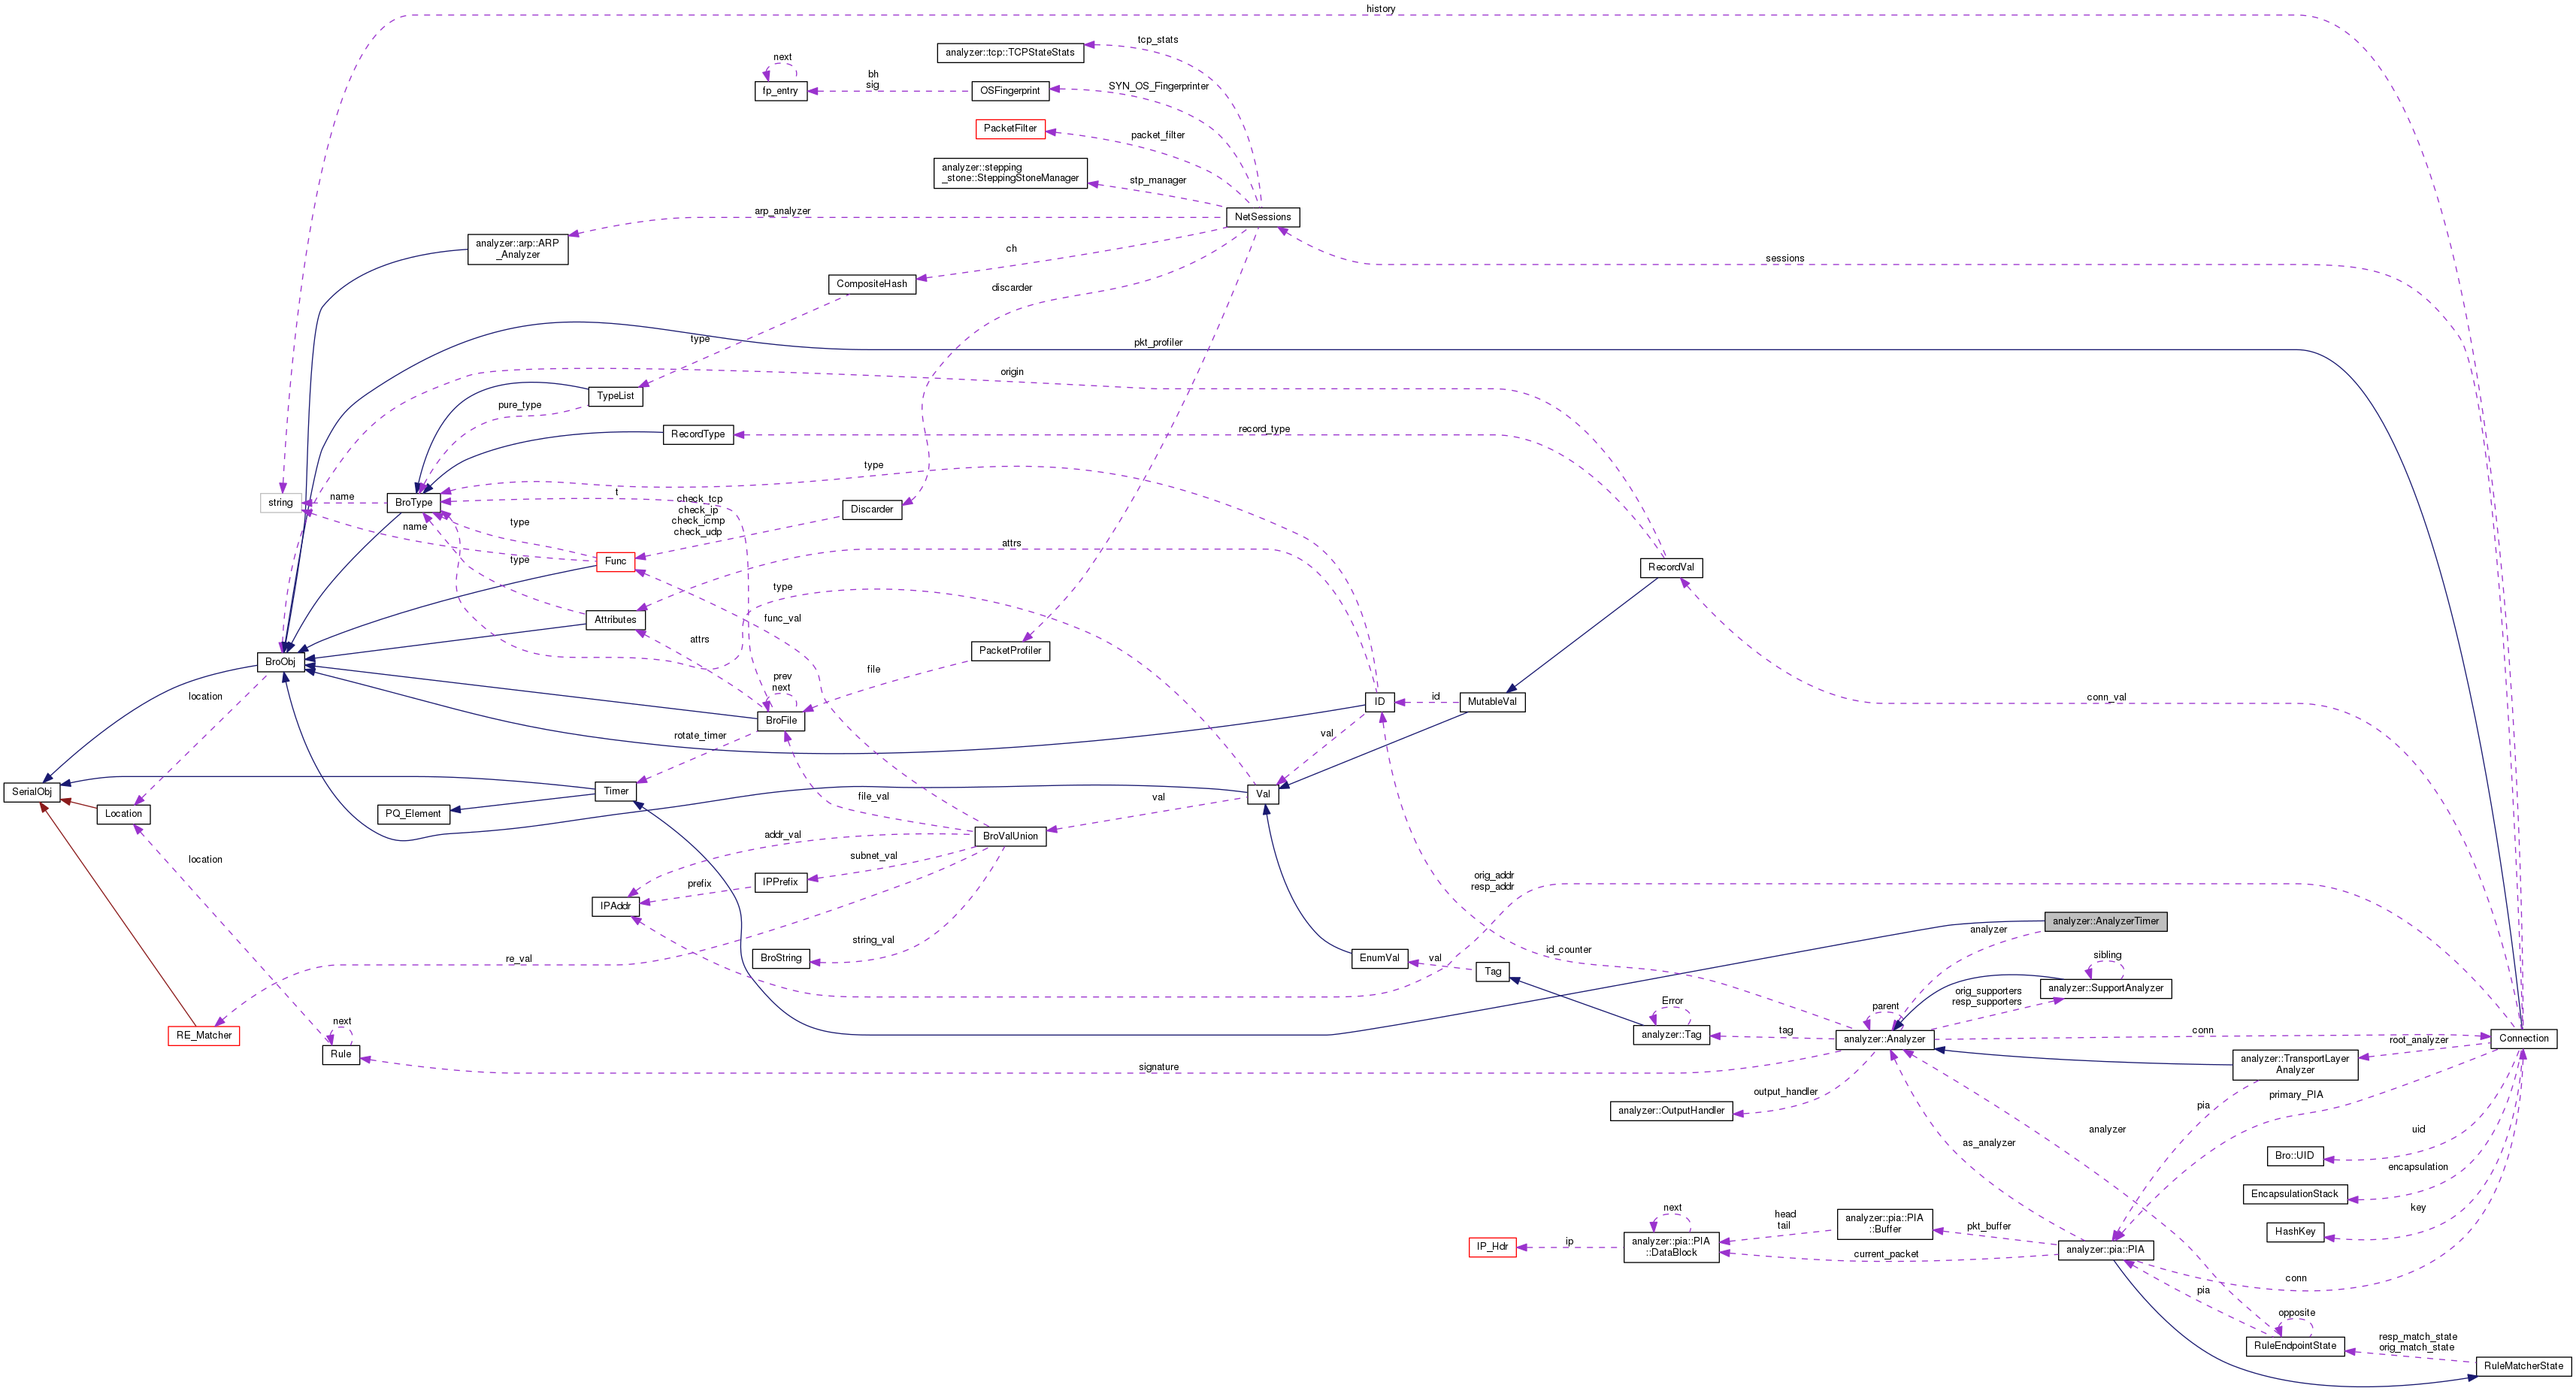 history
tcp_stats
analyzer::tcp::TCPStateStats
next
bh
sig
SYN_OS_Fingerprinter
fp_entry
OSFingerprint
PacketFilter
packet_filter
analyzer::stepping
_stone::SteppingStoneManager
stp_manager
arp_analyzer
NetSessions
analyzer::arp::ARP
_Analyzer
ch
sessions
CompositeHash
discarder
type
pkt_profiler
origin
TypeList
pure_type
RecordType
record_type
type
string
name
BroType
t
check_tcp
check_ip
check_icmp
check_udp
Discarder
name
type
attrs
Func
type
RecordVal
type
Attributes
func_val
attrs
PacketProfiler
BroObj
file
prev
next
location
BroFile
ID
id
MutableVal
conn_val
rotate_timer
val
SerialObj
Timer
Val
file_val
val
Location
PQ_Element
addr_val
BroValUnion
location
subnet_val
IPPrefix
prefix
orig_addr
resp_addr
IPAddr
analyzer::AnalyzerTimer
analyzer
string_val
id_counter
re_val
BroString
EnumVal
val
Tag
sibling
analyzer::SupportAnalyzer
orig_supporters
resp_supporters
Error
parent
RE_Matcher
next
analyzer::Tag
tag
analyzer::Analyzer
conn
Connection
Rule
root_analyzer
analyzer::TransportLayer
Analyzer
signature
output_handler
primary_PIA
pia
analyzer::OutputHandler
analyzer
uid
as_analyzer
Bro::UID
encapsulation
EncapsulationStack
next
head
tail
analyzer::pia::PIA
::Buffer
pkt_buffer
key
HashKey
IP_Hdr
ip
analyzer::pia::PIA
::DataBlock
current_packet
analyzer::pia::PIA
conn
pia
opposite
RuleEndpointState
resp_match_state
orig_match_state
RuleMatcherState